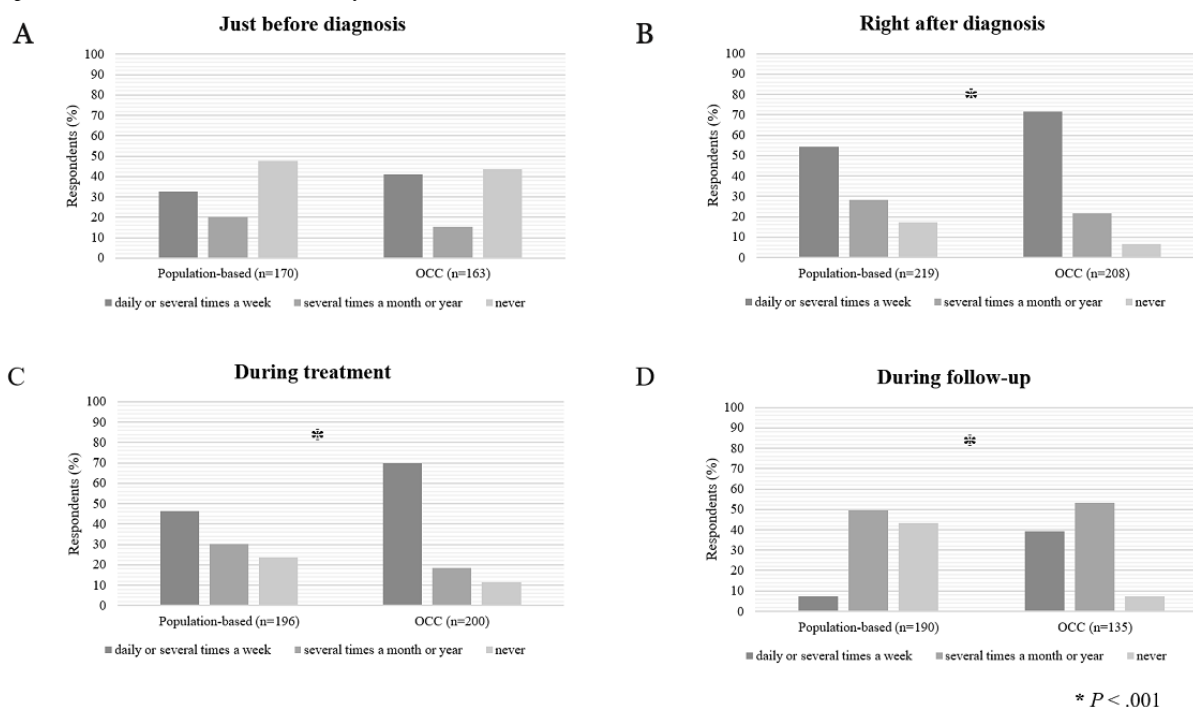 A
Just before diagnosis
Respondents (%)
100
90
80
70
60
50
40
30
20
10
0
Population-based (n=170)
OCC (n=163)
daily or several times a week
several times a month or year
never
B
Right after diagnosis
Respondents (%)
100
90
80
70
60
50
40
30
20
10
0
*
Population-based (n=219)
OCC (n=208)
daily or several times a week
several times a month or year
never
C
During treatment
Respondents (%)
100
90
80
70
60
50
40
30
20
10
0
*
Population-based (n=196)
OCC (n=200)
daily or several times a week
several times a month or year
never
D
During follow-up
Respondents (%)
100
90
80
70
60
50
40
30
20
10
0
*
Population-based (n=190)
OCC (n=135)
daily or several times a week
several times a month or year
never
* P < .001